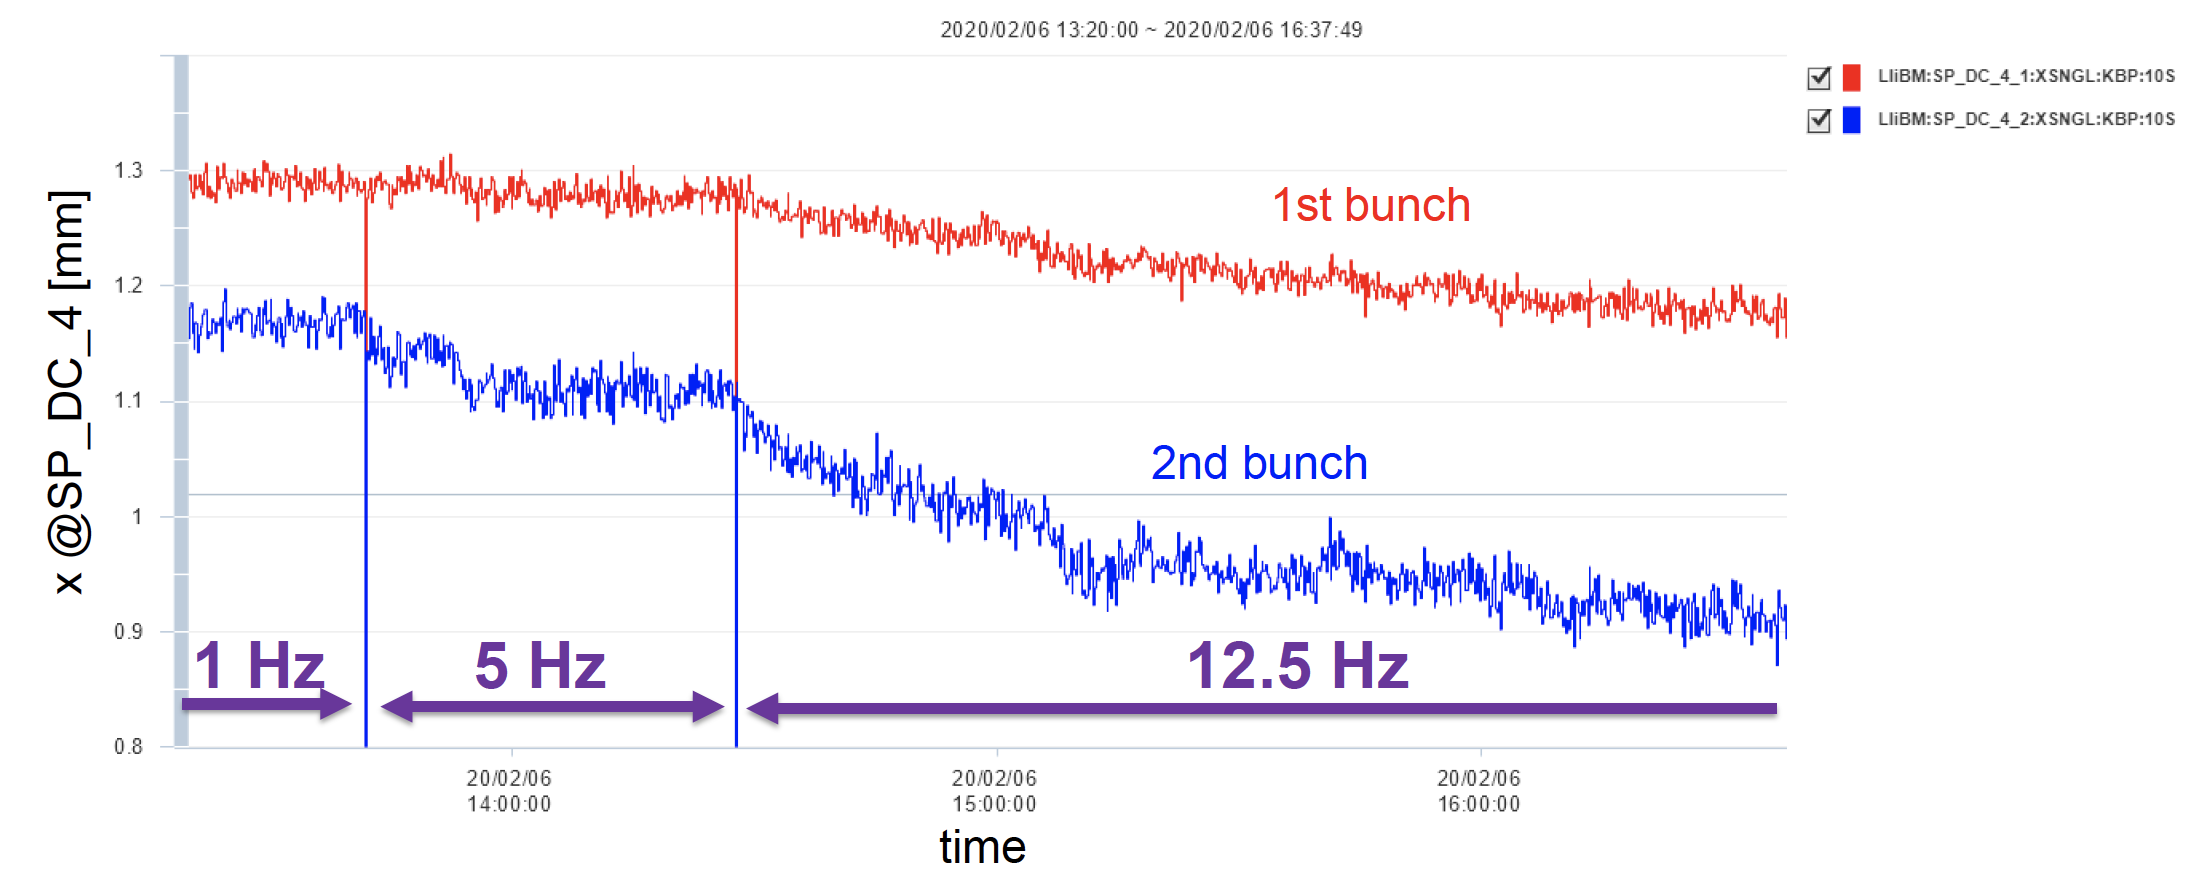 2020/02/06 13:20:00 ~ 2020/02/06 16:37:49
LIiBM:SP_DC_4_1:XSNGL:KBP:10S
LIiBM:SP_DC_4_2:XSNGL:KBP:10S
x @SP_DC_4 [mm]
1.3
1.2
1.1
1
0.9
0.8
1st bunch
2nd bunch
1 Hz
5 Hz
12.5 Hz
20/02/06
14:00:00
20/02/06
15:00:00
20/02/06
16:00:00
time